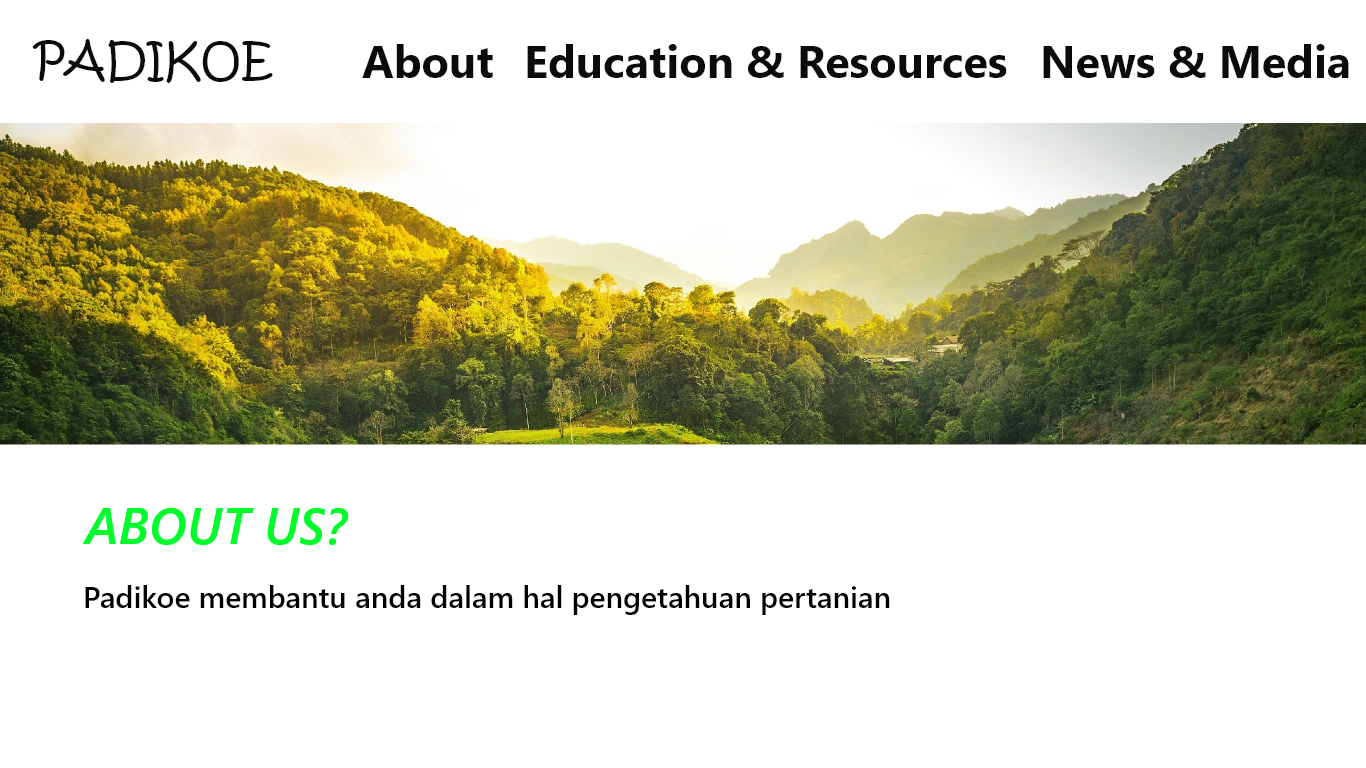 PADIKOE About Education & Resources News & Media
ABOUT US?
Padikoe membantu anda dalam hal pengetahuan pertanian